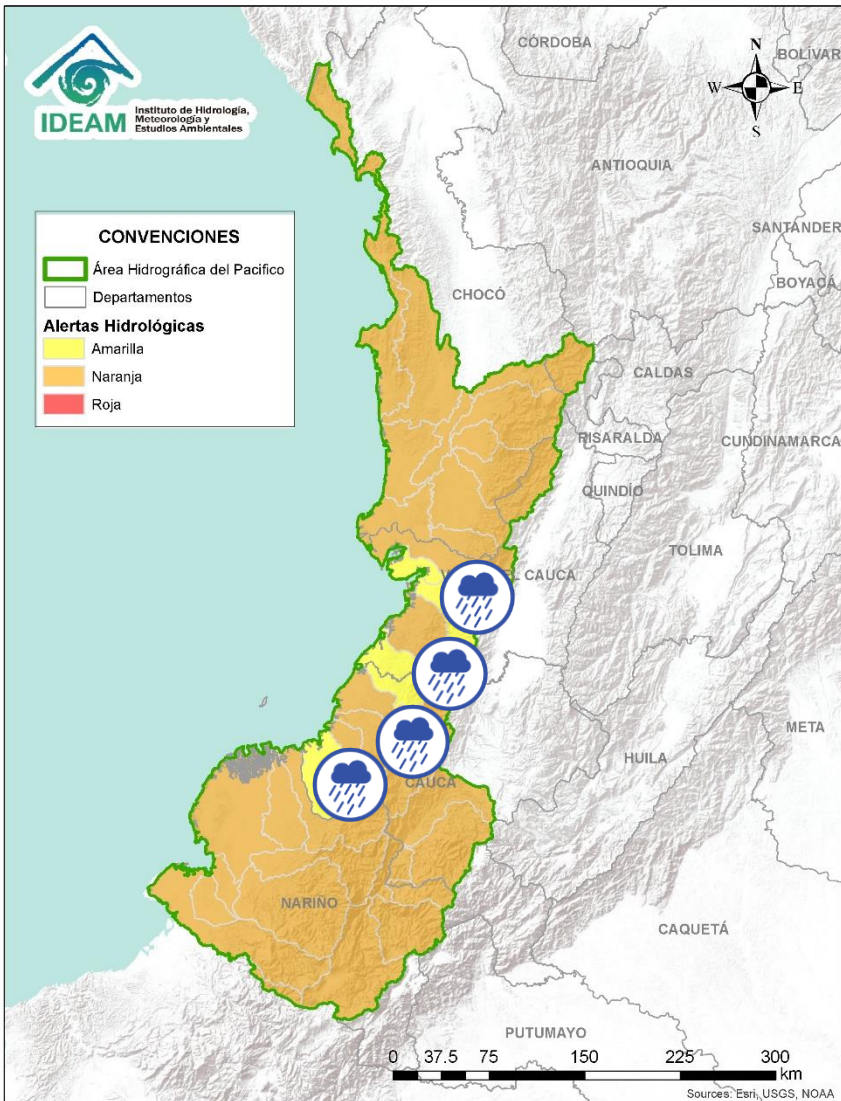 IDEAM
Instituto de Hidrología,
Meteorología y
Estudios Ambientales
CÓRDOBA
BOLÍVAR
N
W
E
S
ANTIOQUIA
SANTANDER
BOYACÁ
CONVENCIONES
Área Hidrográfica del Pacifico
Departamentos
Alertas Hidrológicas
Amarilla
Naranja
Roja
CHOCÓ
CALDAS
RISARALDA
CUNDINAMARCA
QUINDÍO
TOLIMA
EL CAUCA
META
HUILA
CAUCA
NARIÑO
CAQUETÁ
PUTUMAYO
0 37.5 75 150 225 300
km
Sources: Esri, USGS, NOAA